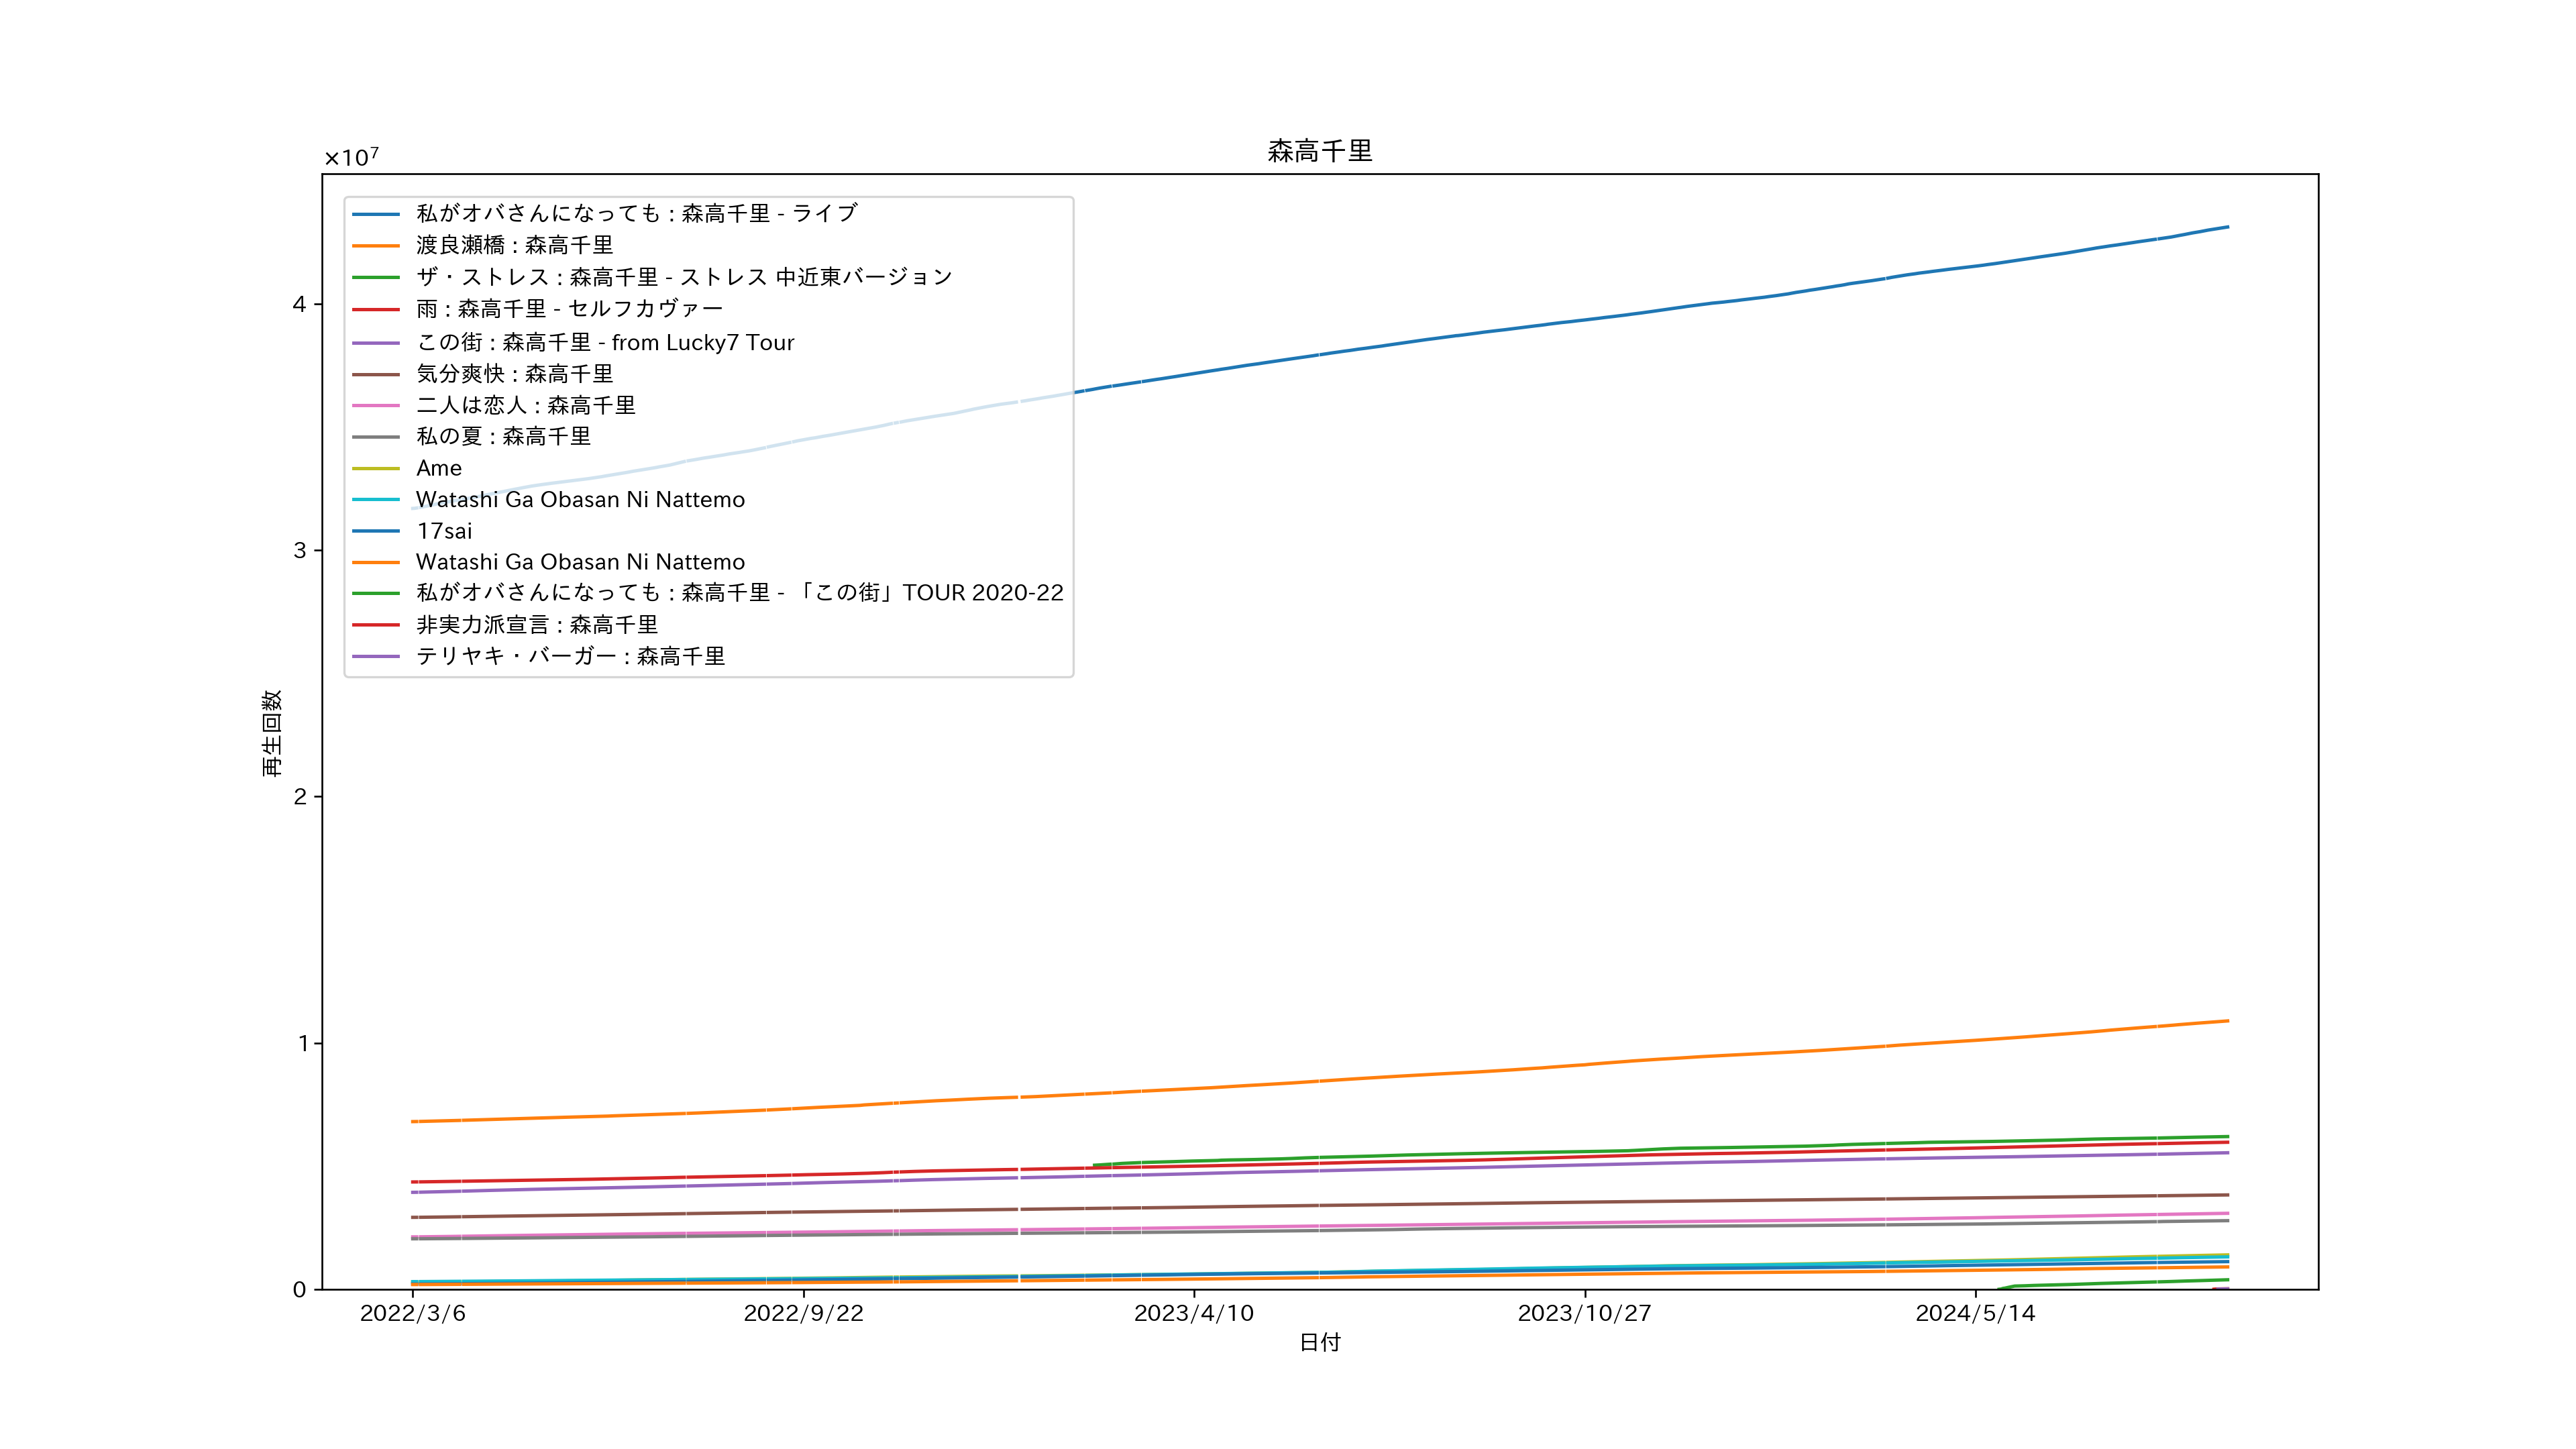 森高千里
×10⁷
私がオバさんになっても : 森高千里 - ライブ
渡良瀬橋 : 森高千里
ザ・ストレス : 森高千里 - ストレス 中近東バージョン
雨 : 森高千里 - セルフカヴァー
この街 : 森高千里 - from Lucky7 Tour
気分爽快 : 森高千里
二人は恋人 : 森高千里
私の夏 : 森高千里
Ame
Watashi Ga Obasan Ni Nattemo
17sai
Watashi Ga Obasan Ni Nattemo
私がオバさんになっても : 森高千里 - 「この街」TOUR 2020-22
非実力派宣言 : 森高千里
テリヤキ・バーガー : 森高千里
4
3
2
1
0
再生回数
2022/3/6
2022/9/22
2023/4/10
2023/10/27
2024/5/14
日付